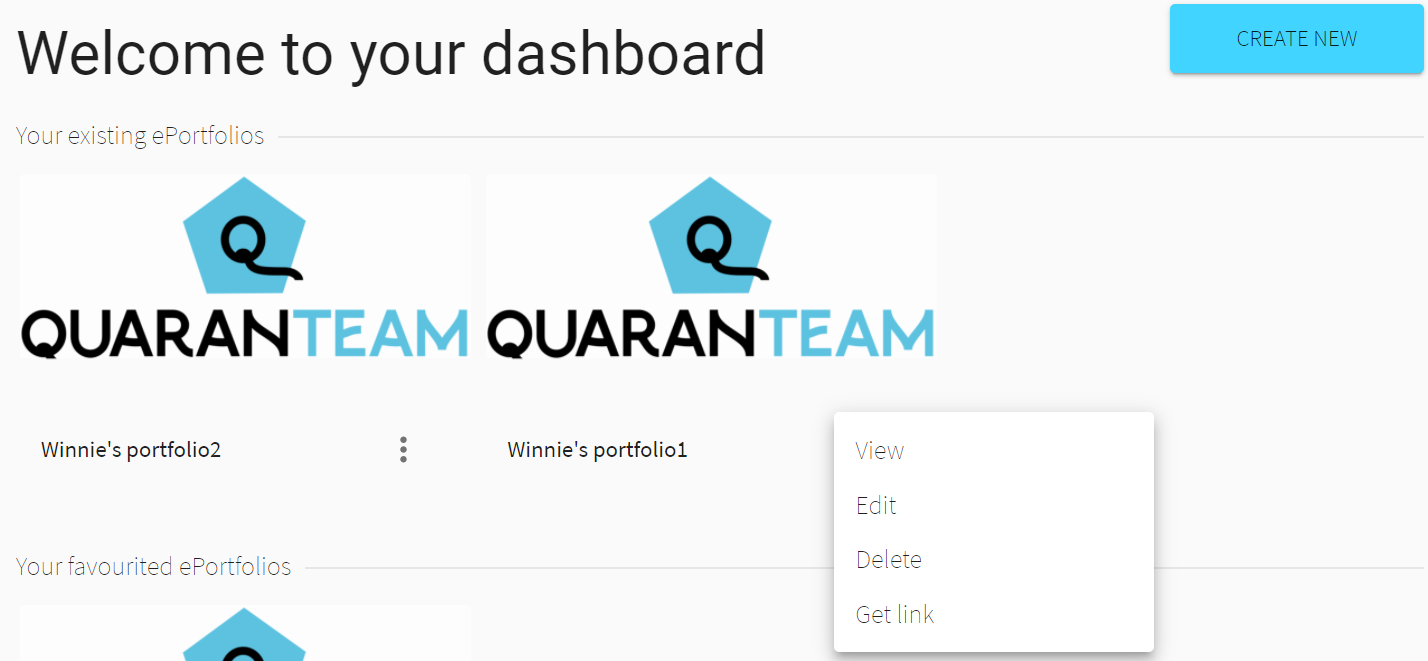 Welcome to your dashboard
CREATE NEW
Your existing ePortfolios
Q
QUARANTEAM
Q
QUARANTEAM
Winnie's portfolio2
Winnie's portfolio1
View
Edit
Delete
Get link
Your favourited ePortfolios